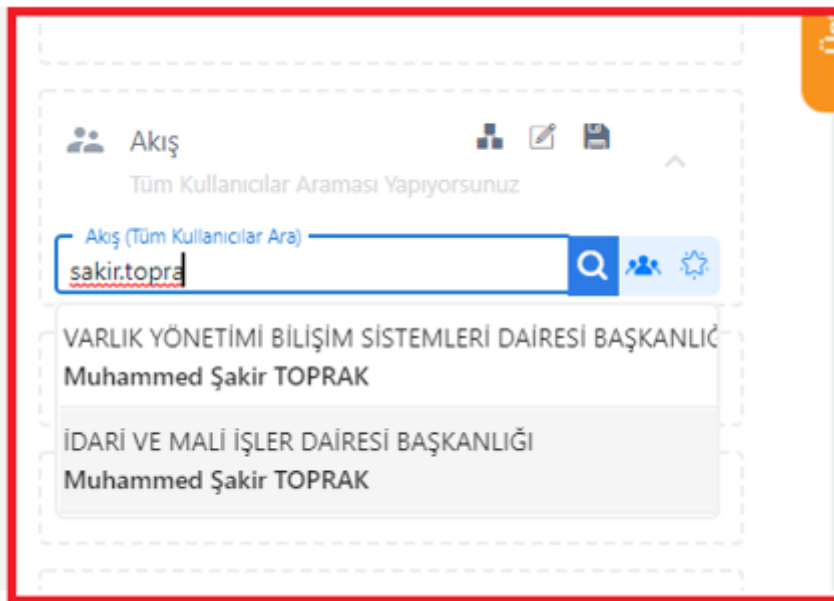 Akış
Tüm Kullanıcılar Araması Yapıyorsunuz
Akış (Tüm Kullanıcılar Ara)
sakir.topra
VARLIK YÖNETİMİ BİLİŞİM SİSTEMLERİ DAİRESİ BAŞKANLIĞ
Muhammed Şakir TOPRAK
İDARİ VE MALİ İŞLER DAİRESİ BAŞKANLIĞI
Muhammed Şakir TOPRAK